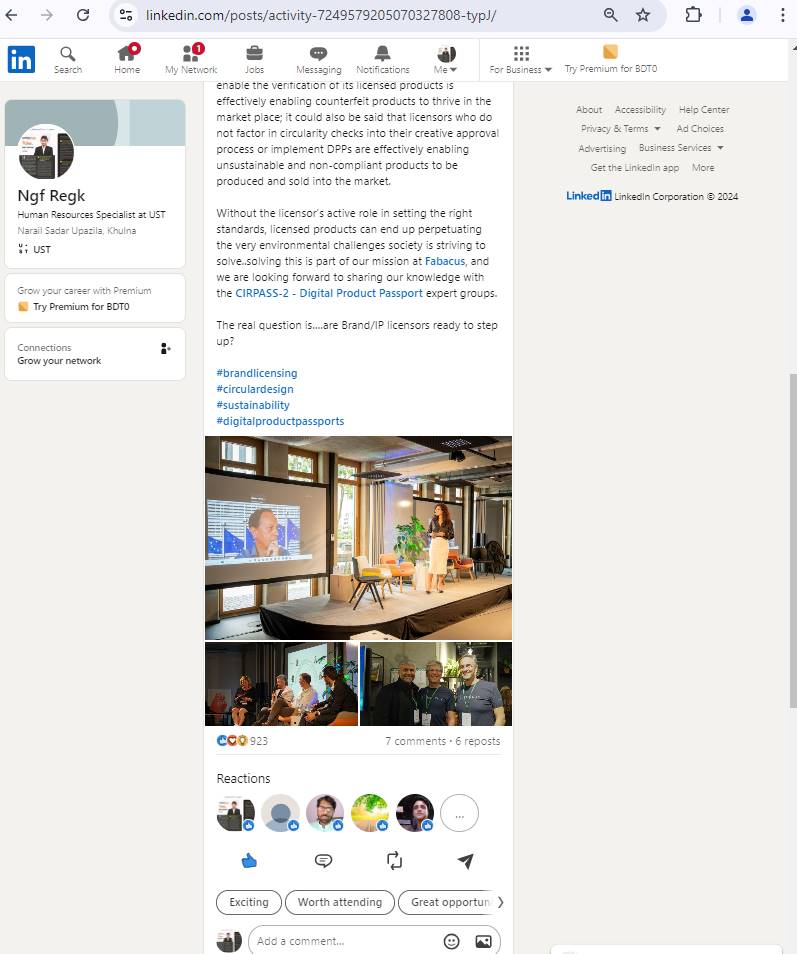 linkedin.com/posts/activity-7249579205070327808-typJ/
in
Search
Home
1
My Network
Jobs
Messaging
Notifications
Me
For Business
Try Premium for BDT0
enable the verification of its licensed products is
effectively enabling counterfeit products to thrive in the
market place; it could also be said that licensors who do
not factor in circularity checks into their creative approval
process or implement DPPs are effectively enabling
unsustainable and non-compliant products to be
produced and sold into the market.
Without the licensor's active role in setting the right
standards, licensed products can end up perpetuating
the very environmental challenges society is striving to
solve..solving this is part of our mission at Fabacus, and
we are looking forward to sharing our knowledge with
the CIRPASS-2 - Digital Product Passport expert groups.
The real question is....are Brand/IP licensors ready to step
up?
#brandlicensing
#circulardesign
#sustainability
#digitalproductpassports
Ngf Regk
Human Resources Specialist at UST
Narail Sadar Upazila, Khulna
UST
Grow your career with Premium
Try Premium for BDT0
Connections
Grow your network
About Accessibility Help Center
Privacy & Terms Ad Choices
Advertising Business Services
Get the LinkedIn app More
LinkedIn LinkedIn Corporation © 2024
923
7 comments • 6 reposts
Reactions
...
Exciting
Worth attending
Great opportun
Add a comment...